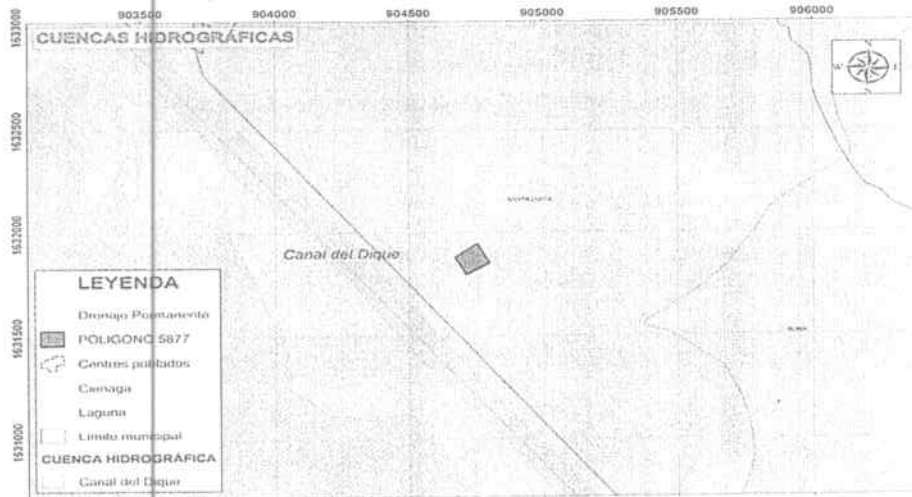 903500 904000 904500 905000 905500 906000
CUENCAS HIDROGRÁFICAS
1633000
1632500
1632000
1631500
1631000
W E
Canal del Dique
LEYENDA
Drenaje Permanente
POLIGONO 5877
Centros poblados
Cienaga
Laguna
Limite municipal
CUENCA HIDROGRÁFICA
Canal del Dique